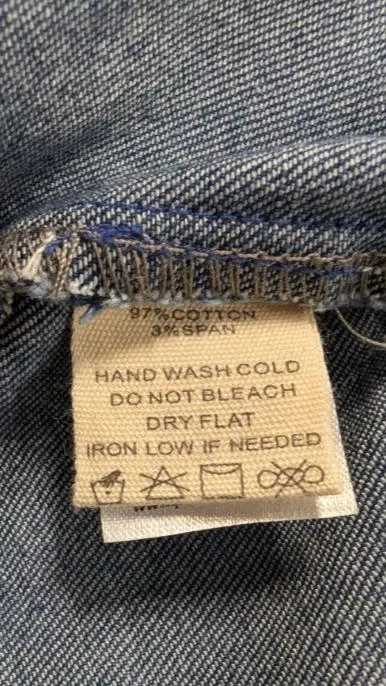 97%COTTON
3%SPAN
HAND WASH COLD
DO NOT BLEACH
DRY FLAT
IRON LOW IF NEEDED